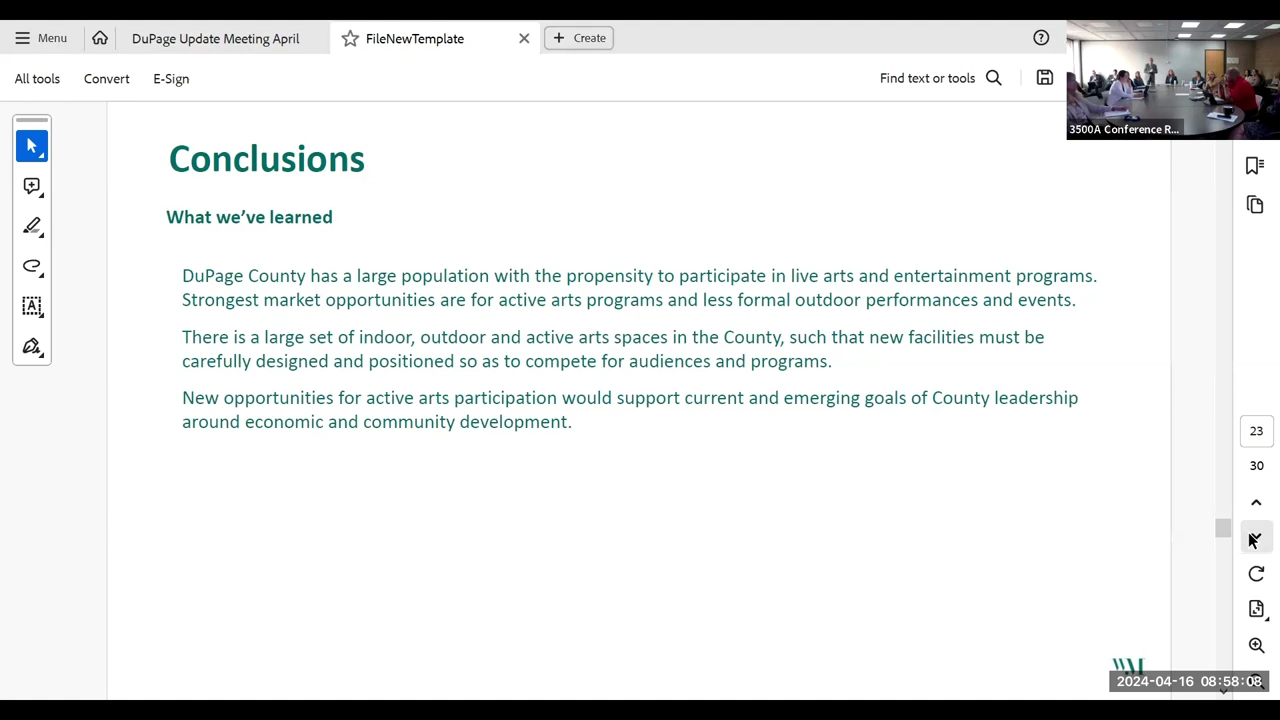 Menu
DuPage Update Meeting April
FileNewTemplate
Create
All tools
Convert
E-Sign
Find text or tools
3500A Conference R...
Conclusions
What we've learned
DuPage County has a large population with the propensity to participate in live arts and entertainment programs.
Strongest market opportunities are for active arts programs and less formal outdoor performances and events.
There is a large set of indoor, outdoor and active arts spaces in the County, such that new facilities must be
carefully designed and positioned so as to compete for audiences and programs.
New opportunities for active arts participation would support current and emerging goals of County leadership
around economic and community development.
23
30
WM
2024-04-16 08:58:08